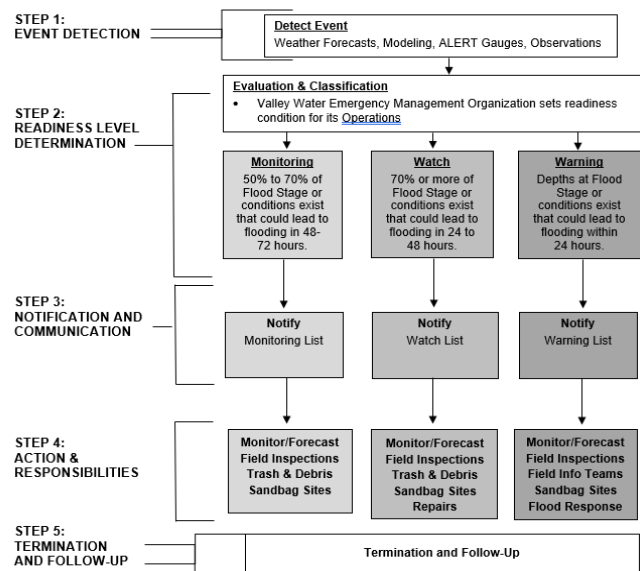 STEP 1:
EVENT DETECTION
Detect Event
Weather Forecasts, Modeling, ALERT Gauges, Observations
STEP 2:
READINESS LEVEL
DETERMINATION
Evaluation & Classification
• Valley Water Emergency Management Organization sets readiness
condition for its Operations
Monitoring
50% to 70% of
Flood Stage or
conditions exist
that could lead to
flooding in 48-
72 hours.
Watch
70% or more of
Flood Stage or
conditions exist
that could lead to
flooding in 24 to
48 hours.
Warning
Depths at Flood
Stage or
conditions exist
that could lead to
flooding within
24 hours.
STEP 3:
NOTIFICATION AND
COMMUNICATION
Notify
Monitoring List
Notify
Watch List
Notify
Warning List
STEP 4:
ACTION &
RESPONSIBILITIES
Monitor/Forecast
Field Inspections
Trash & Debris
Sandbag Sites
Monitor/Forecast
Field Inspections
Trash & Debris
Sandbag Sites
Repairs
Monitor/Forecast
Field Inspections
Field Info Teams
Sandbag Sites
Flood Response
STEP 5:
TERMINATION
AND FOLLOW-UP
Termination and Follow-Up